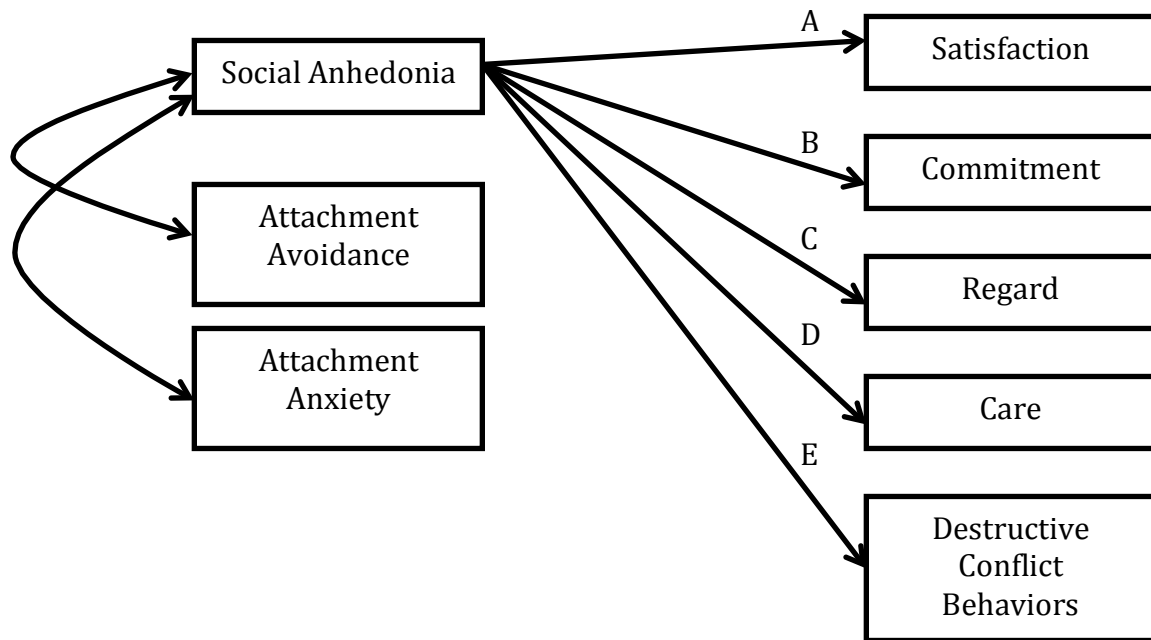 Social Anhedonia
Attachment
Avoidance
Attachment
Anxiety
A
B
C
D
E
Satisfaction
Commitment
Regard
Care
Destructive
Conflict
Behaviors